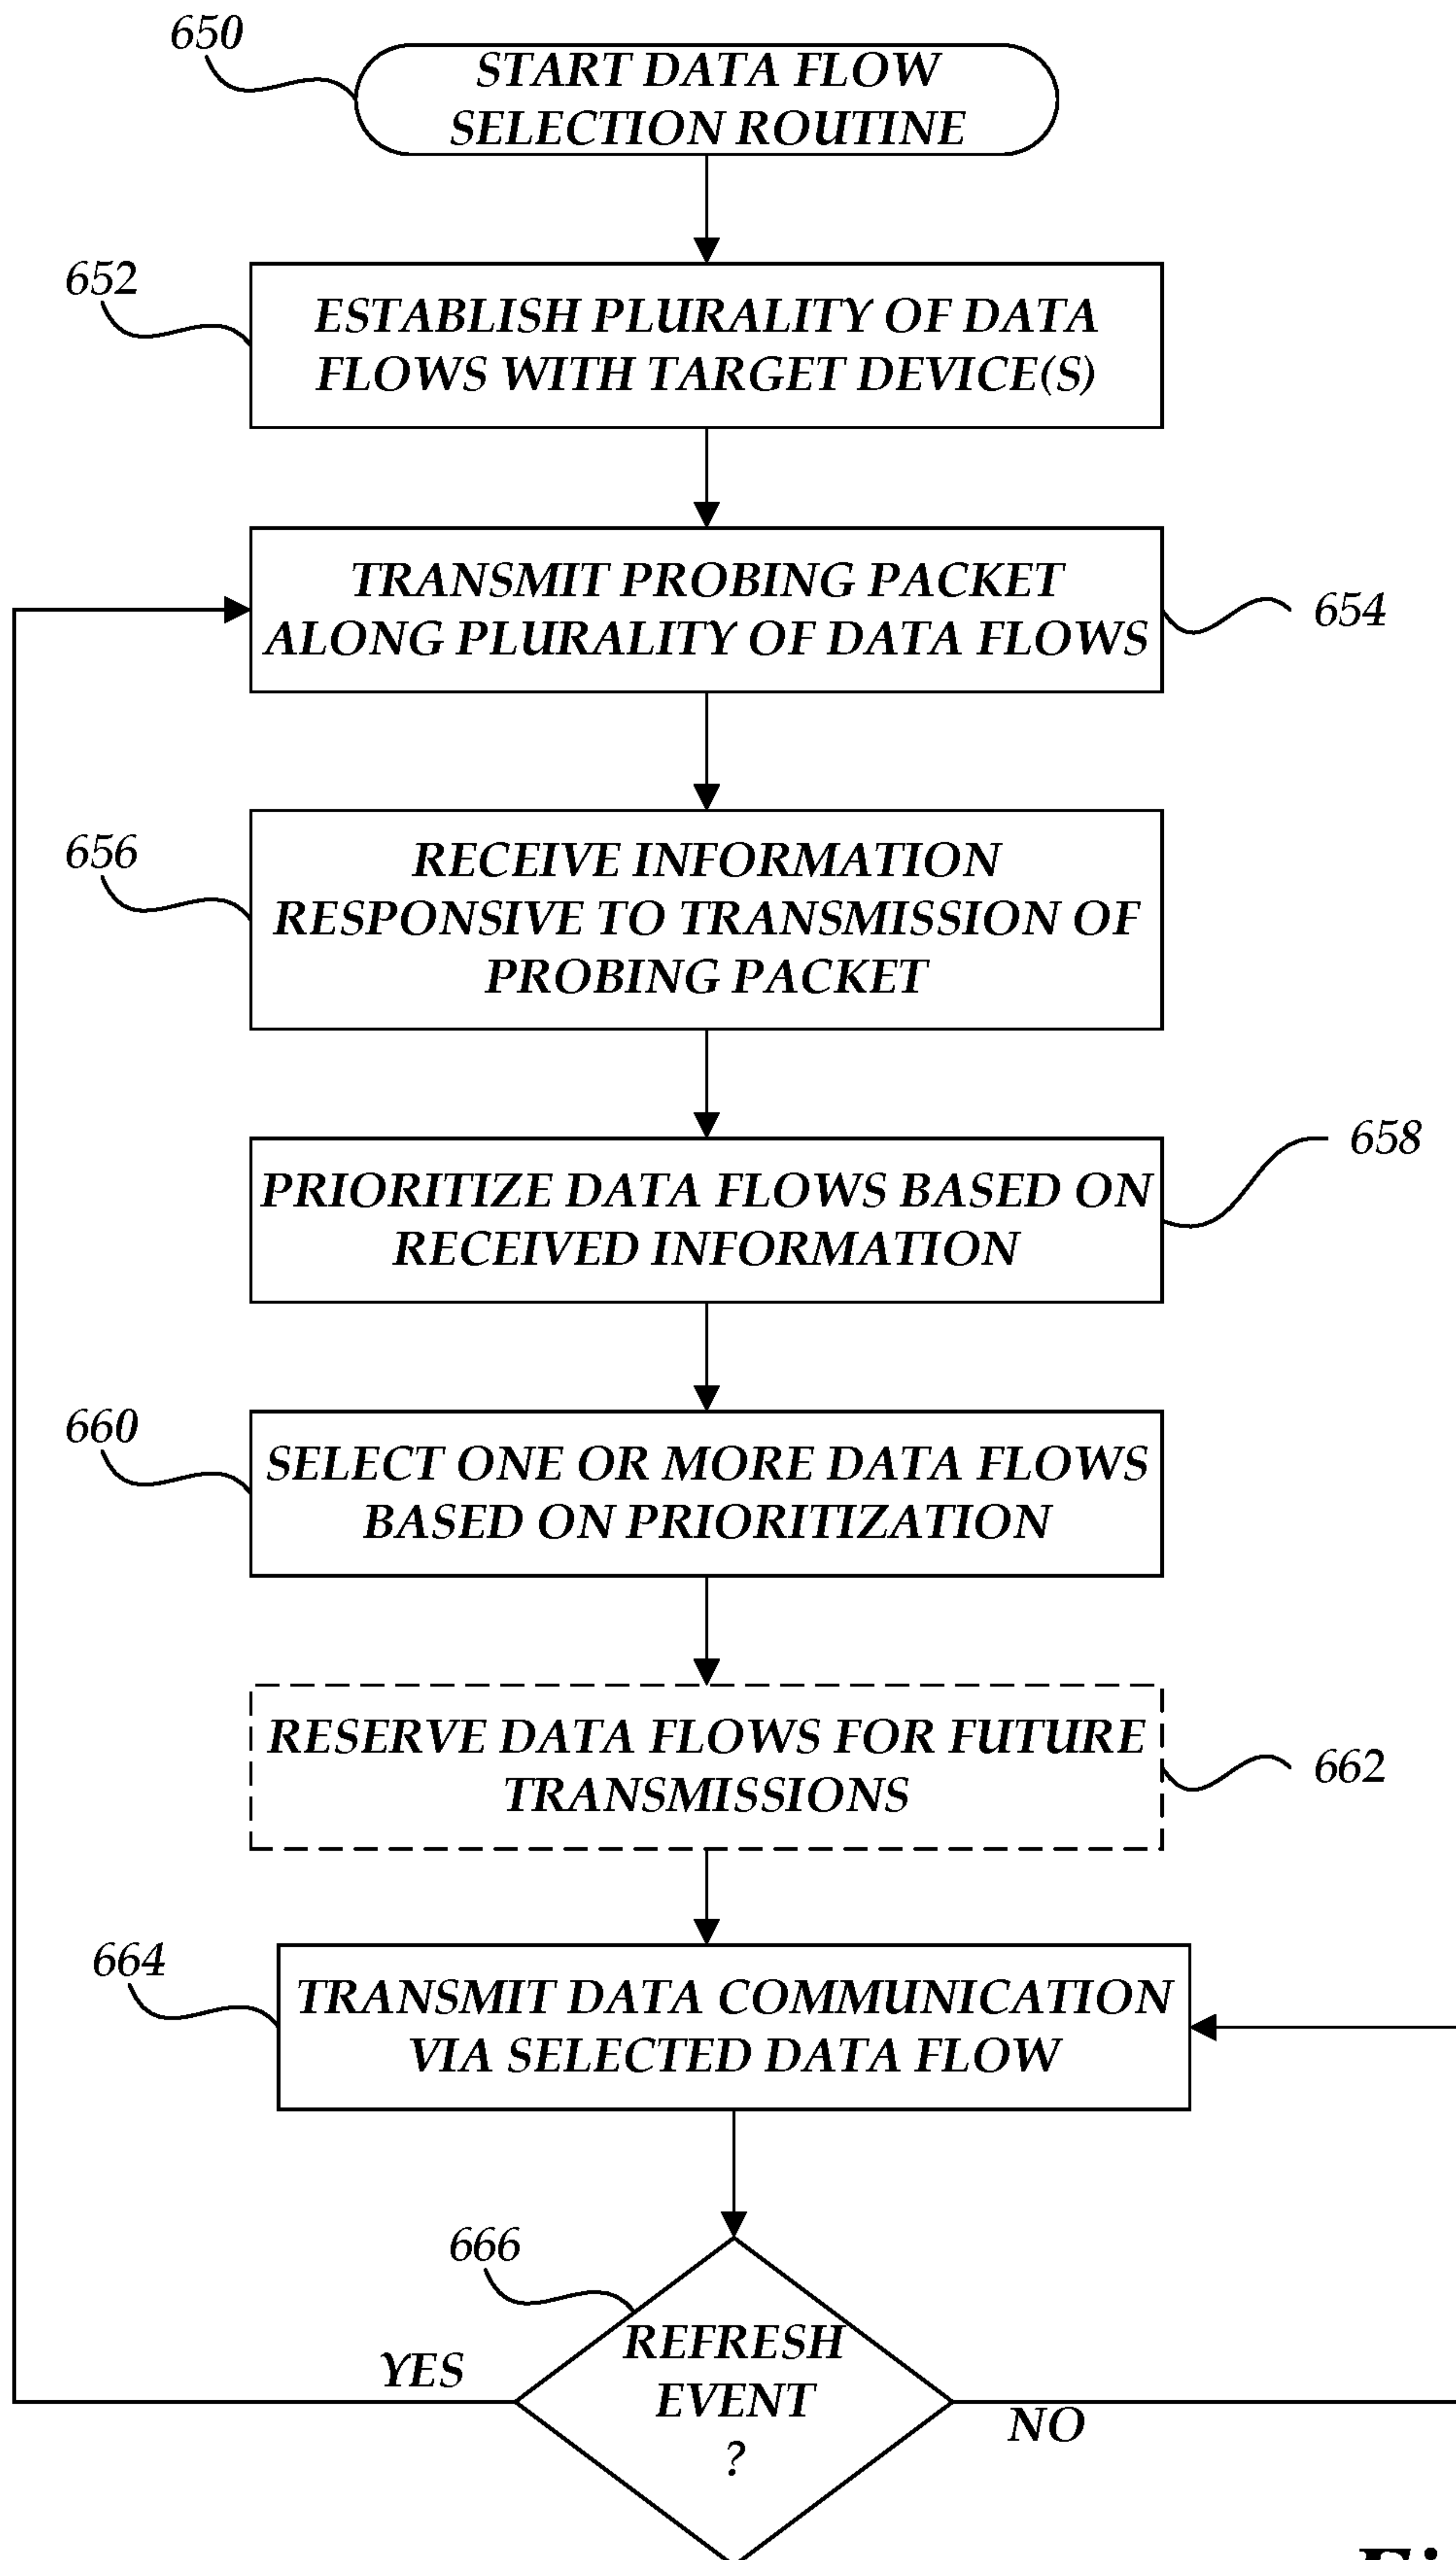 650
START DATA FLOW
SELECTION ROUTINE
652
ESTABLISH PLURALITY OF DATA
FLOWS WITH TARGET DEVICE(S)
TRANSMIT PROBING PACKET
ALONG PLURALITY OF DATA FLOWS
654
656
RECEIVE INFORMATION
RESPONSIVE TO TRANSMISSION OF
PROBING PACKET
658
PRIORITIZE DATA FLOWS BASED ON
RECEIVED INFORMATION
660
SELECT ONE OR MORE DATA FLOWS
BASED ON PRIORITIZATION
RESERVE DATA FLOWS FOR FUTURE
TRANSMISSIONS
662
664
TRANSMIT DATA COMMUNICATION
VIA SELECTED DATA FLOW
666
REFRESH
EVENT
?
YES
NO